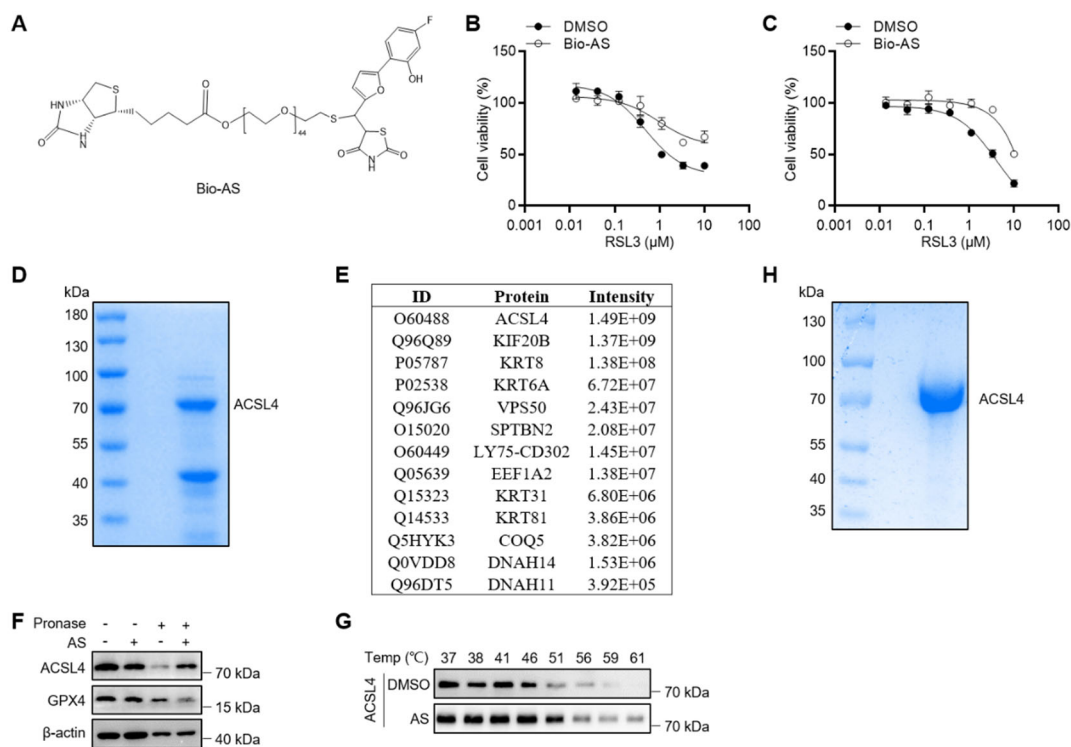 A
F
OH
O
S
S
O
NH
O
HN
NH
O
S
O
O
O
44
Bio-AS
B
DMSO
Bio-AS
150
100
50
0
Cell viability (%)
0.001 0.01 0.1 1 10 100
RSL3 (µM)
C
DMSO
Bio-AS
150
100
50
0
Cell viability (%)
0.001 0.01 0.1 1 10 100
RSL3 (µM)
D
kDa
180
130
100
70
55
40
35
ACSL4
E
ID Protein Intensity
O60488 ACSL4 1.49E+09
Q96Q89 KIF20B 1.37E+09
P05787 KRT8 1.38E+08
P02538 KRT6A 6.72E+07
Q96JG6 VPS50 2.43E+07
O15020 SPTBN2 2.08E+07
O60449 LY75-CD302 1.45E+07
Q05639 EEF1A2 1.38E+07
Q15323 KRT31 6.80E+06
Q14533 KRT81 3.86E+06
Q5HYK3 COQ5 3.82E+06
Q0VDD8 DNAH14 1.53E+06
Q96DT5 DNAH11 3.92E+05
H
kDa
130
100
70
55
40
35
ACSL4
F
Pronase - - + +
AS - + - +
ACSL4 70 kDa
GPX4 15 kDa
β-actin 40 kDa
G
Temp (℃) 37 38 41 46 51 56 59 61
ACSL4
DMSO 70 kDa
AS 70 kDa